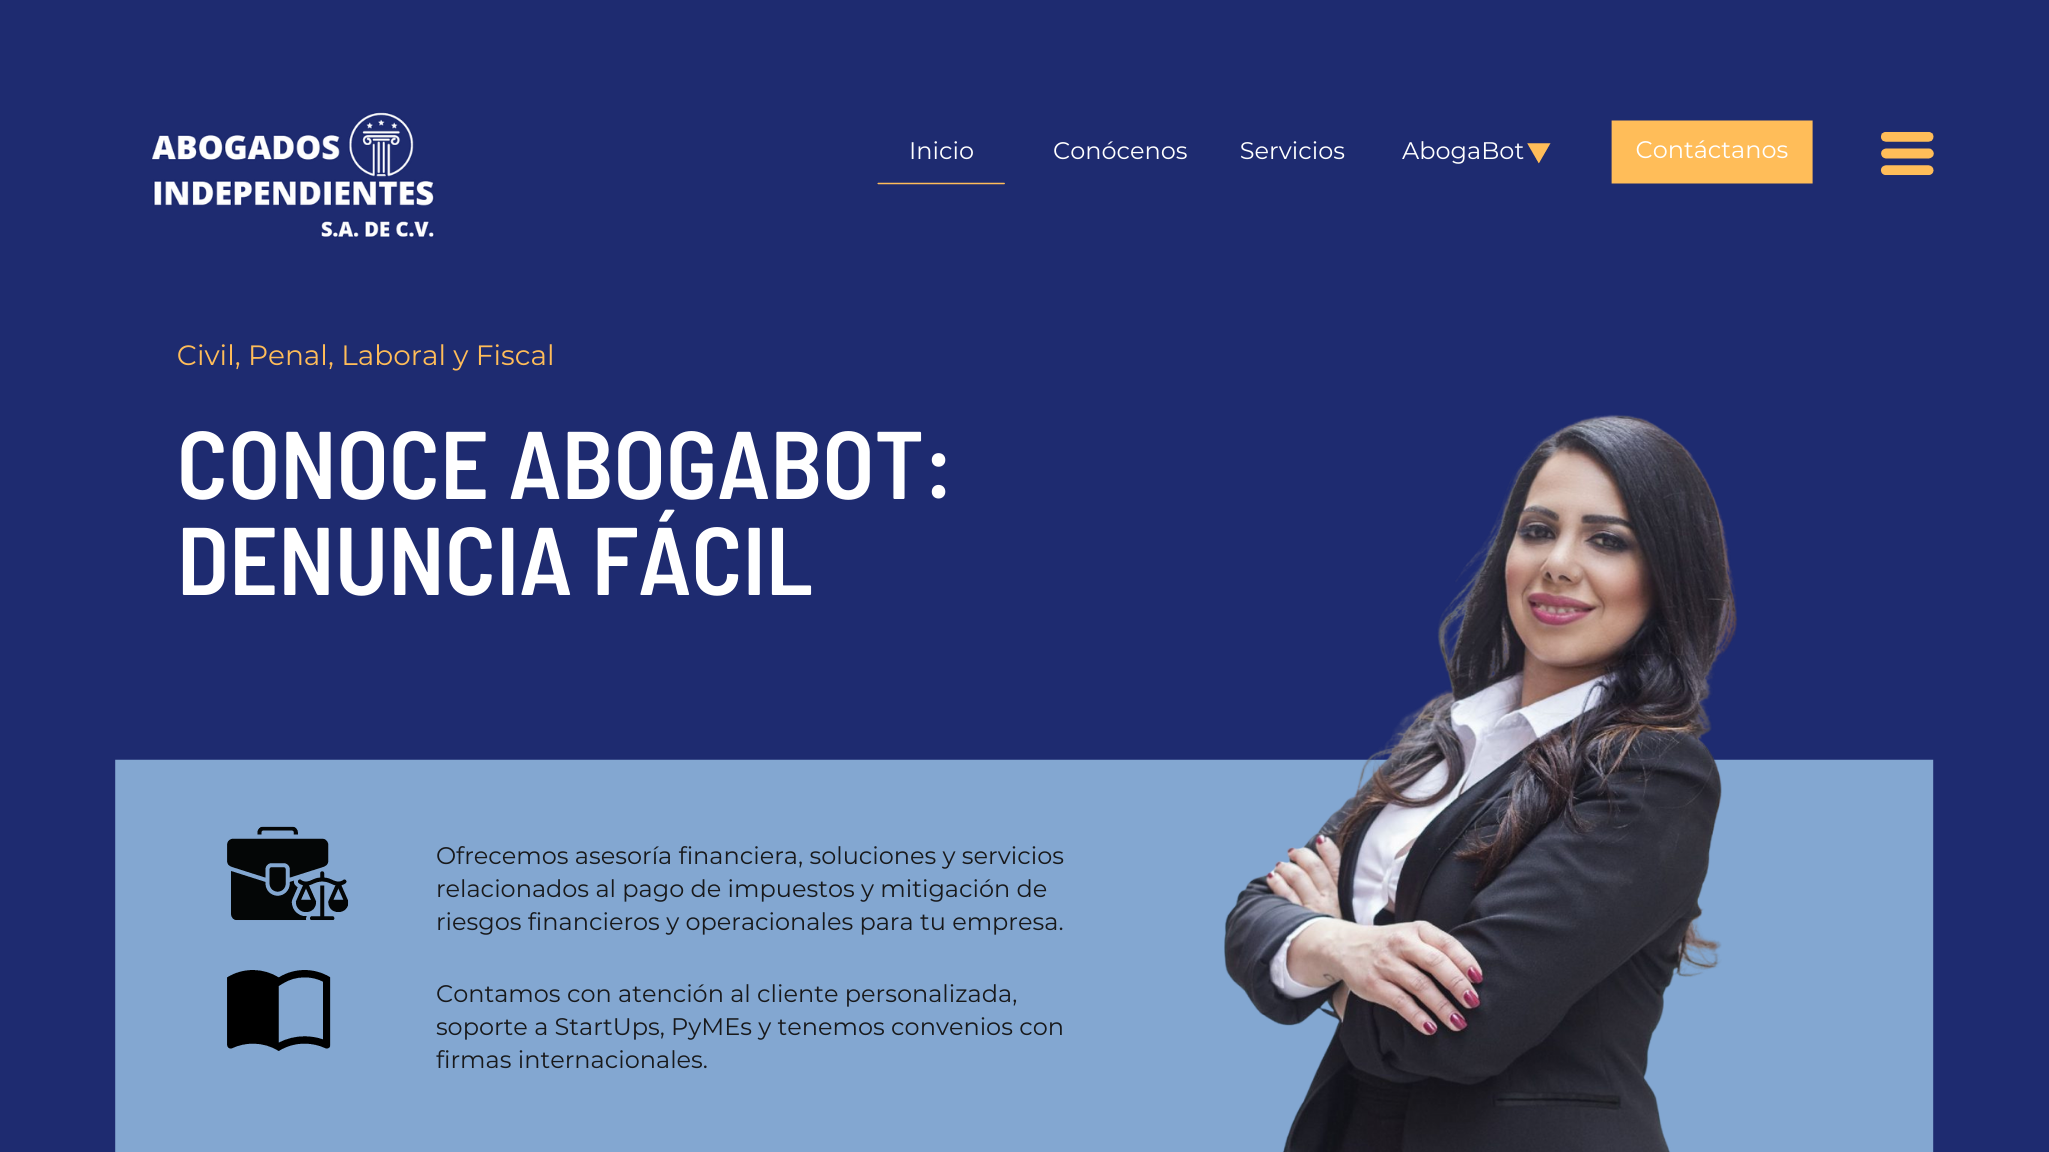 ABOGADOS
INDEPENDIENTES
S.A. DE C.V.
Inicio
Conócenos
Servicios
AbogaBot
Contáctanos
Civil, Penal, Laboral y Fiscal
CONOCE ABOGABOT:
DENUNCIA FÁCIL
Ofrecemos asesoría financiera, soluciones y servicios
relacionados al pago de impuestos y mitigación de
riesgos financieros y operacionales para tu empresa.
Contamos con atención al cliente personalizada,
soporte a StartUps, PyMEs y tenemos convenios con
firmas internacionales.